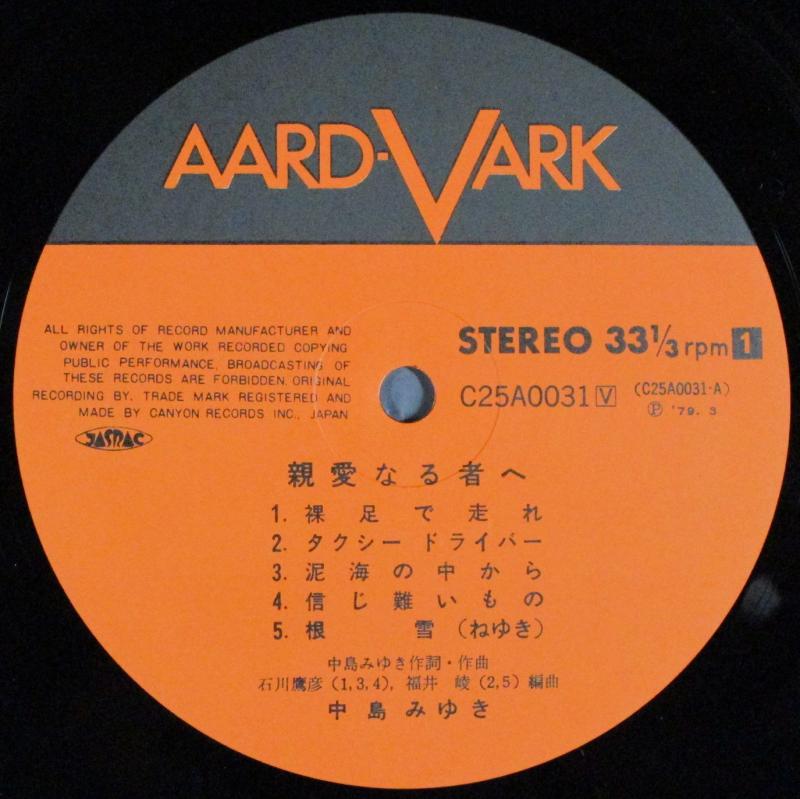 AARD-VARK
ALL RIGHTS OF RECORD MANUFACTURER AND
OWNER OF THE WORK RECORDED COPYING
PUBLIC PERFORMANCE, BROADCASTING OF
THESE RECORDS ARE FORBIDDEN. ORIGINAL
RECORDING BY. TRADE MARK REGISTERED AND
MADE BY CANYON RECORDS INC., JAPAN
JASRAC
STEREO 33⅓ rpm 1
C25A0031 V (C25A0031-A)
Ⓟ '79. 3
親愛なる者へ
1. 裸足で走れ
2. タクシー ドライバー
3. 泥海の中から
4. 信じ難いもの
5. 根雪(ねゆき)
中島みゆき作詞・作曲
石川鷹彦(1,3,4), 福井 崚(2,5)編曲
中島みゆき